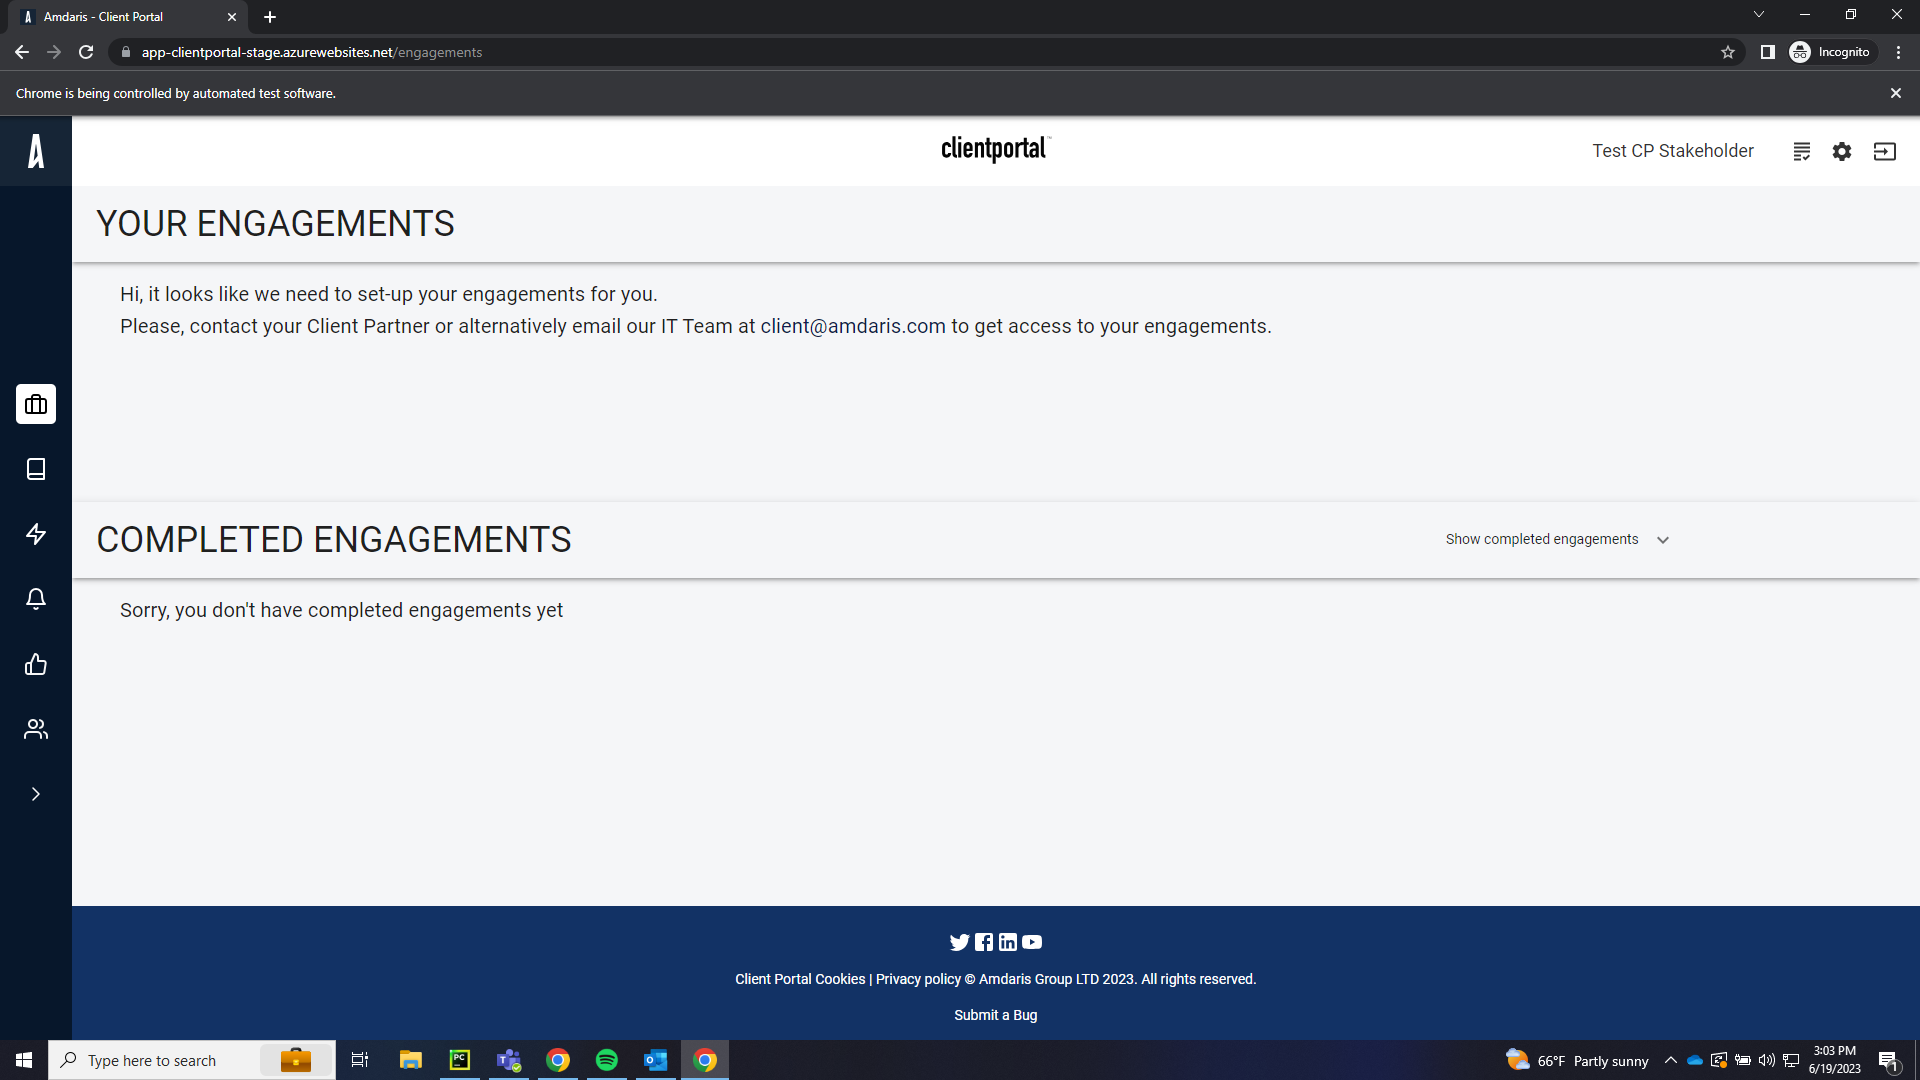 Amdaris - Client Portal
app-clientportal-stage.azurewebsites.net/engagements
Incognito
Chrome is being controlled by automated test software.
clientportal™
Test CP Stakeholder
YOUR ENGAGEMENTS
Hi, it looks like we need to set-up your engagements for you.
Please, contact your Client Partner or alternatively email our IT Team at client@amdaris.com to get access to your engagements.
COMPLETED ENGAGEMENTS
Show completed engagements
Sorry, you don't have completed engagements yet
Client Portal Cookies | Privacy policy © Amdaris Group LTD 2023. All rights reserved.
Submit a Bug
Type here to search
PC
66°F Partly sunny
3:03 PM
6/19/2023
1